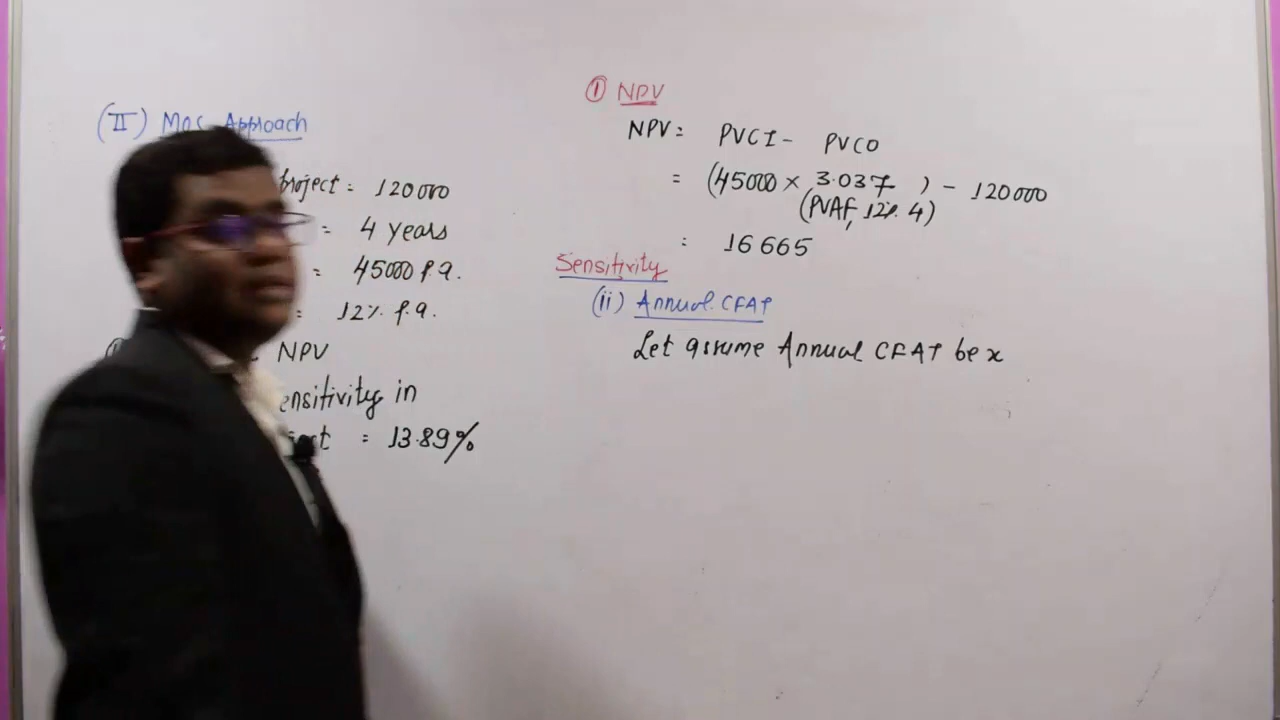 (II) Approach
project = 120000
= 4 years
= 45000 p.a.
= 12% p.a.
NPV
ensitivity in
= 13.89%
① NPV
NPV = PVCI - PVCO
= (45000 × 3.037 ) - 120000
(PVAF, 12%. 4)
= 16665
Sensitivity
(ii) Annual CFAT
Let assume Annual CFAT be x